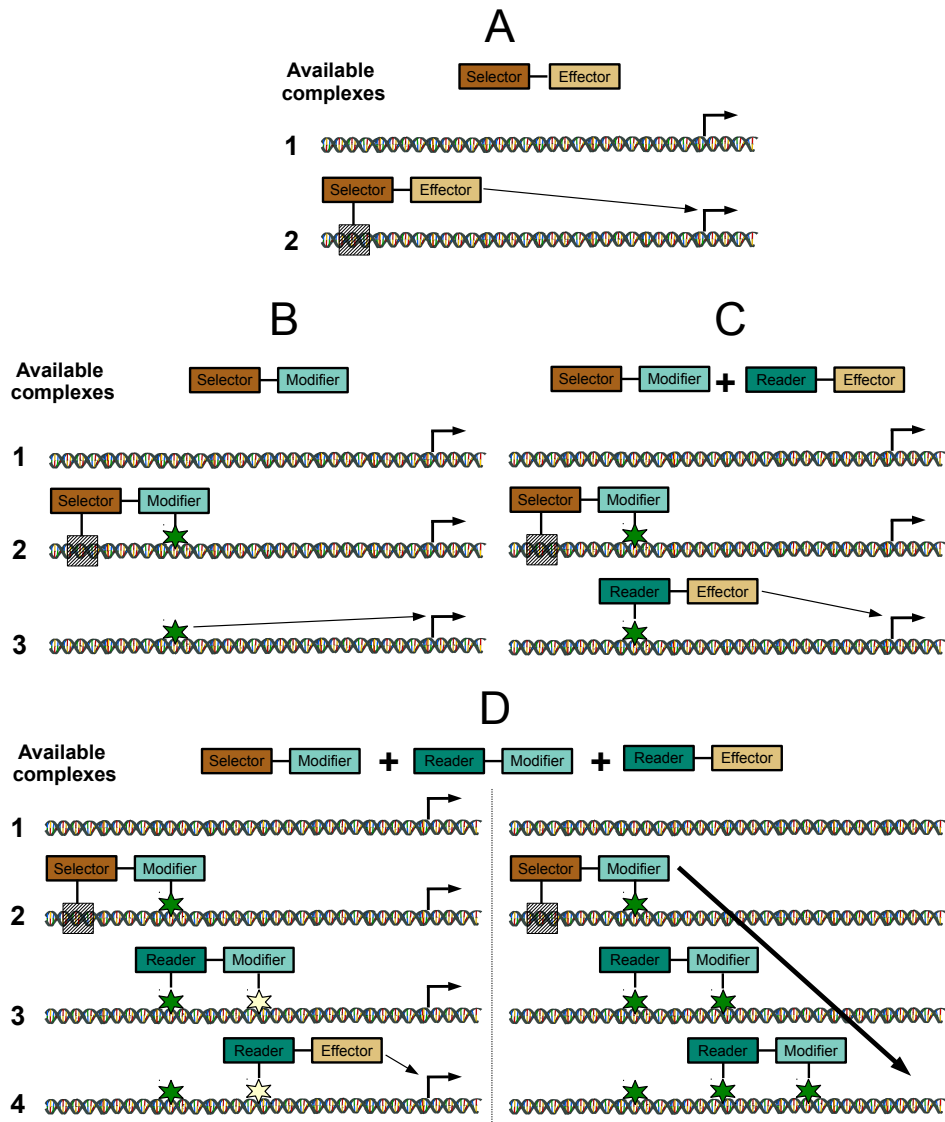 A
Available
complexes
Selector Effector
1
Selector Effector
2
B
Available
complexes
Selector Modifier
1
Selector Modifier
2
3
C
Selector Modifier + Reader Effector
Selector Modifier
Reader Effector
D
Available
complexes
Selector Modifier + Reader Modifier + Reader Effector
1
Selector Modifier
2
Reader Modifier
3
Reader Effector
4
Selector Modifier
Reader Modifier
Reader Modifier